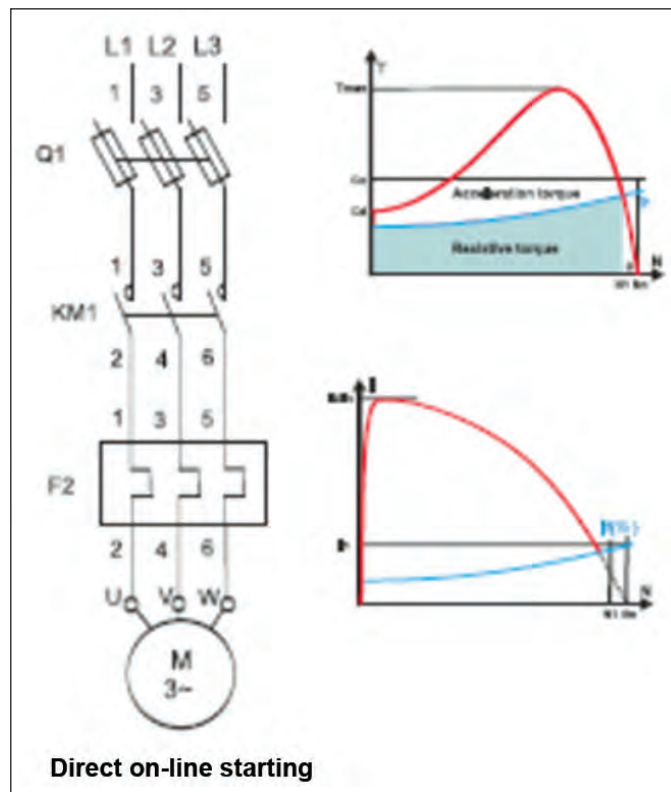 L1 L2 L3
1 3 5
Q1
1 3 5
KM1
2 4 6
1 3 5
F2
2 4 6
U V W
M
3~
T
Tmax
Acceleration torque
Resistive torque
N
I
N
Direct on-line starting